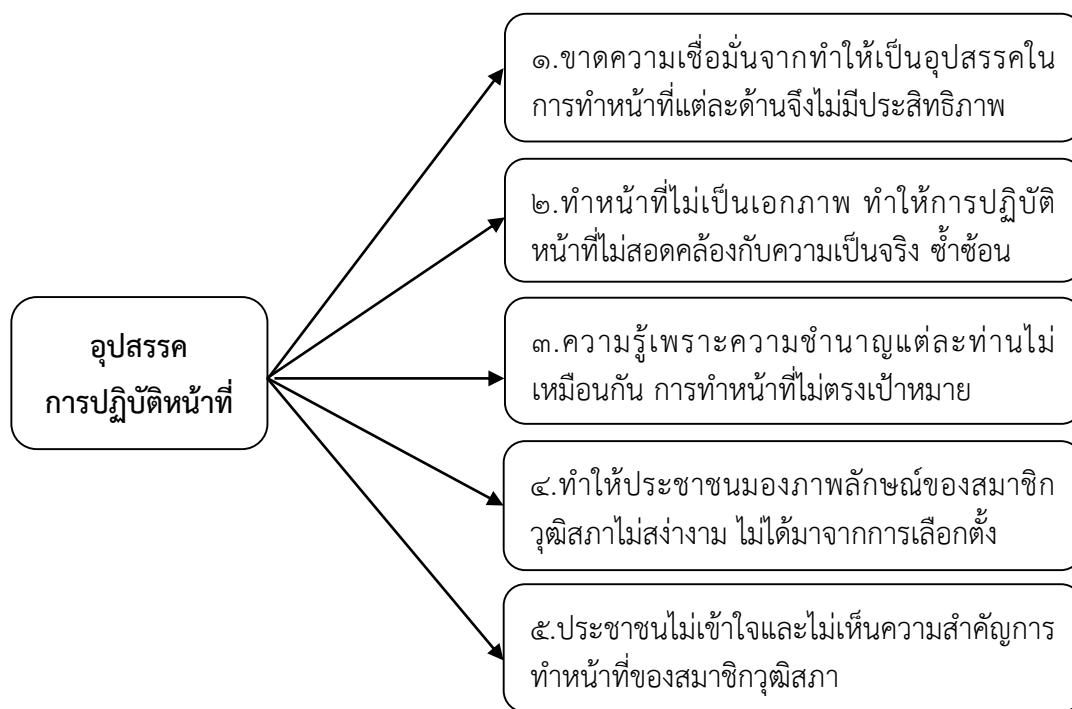 ๑.ขาดความเชื่อมั่นจากทำให้เป็นอุปสรรคใน
การทำหน้าที่แต่ละด้านจึงไม่มีประสิทธิภาพ
๒.ทำหน้าที่ไม่เป็นเอกภาพ ทำให้การปฏิบัติ
หน้าที่ไม่สอดคล้องกับความเป็นจริง ซ้ำซ้อน
อุปสรรค
การปฏิบัติหน้าที่
๓.ความรู้เพราะความชำนาญแต่ละท่านไม่
เหมือนกัน การทำหน้าที่ไม่ตรงเป้าหมาย
๔.ทำให้ประชาชนมองภาพลักษณ์ของสมาชิก
วุฒิสภาไม่สง่างาม ไม่ได้มาจากการเลือกตั้ง
๕.ประชาชนไม่เข้าใจและไม่เห็นความสำคัญการ
ทำหน้าที่ของสมาชิกวุฒิสภา